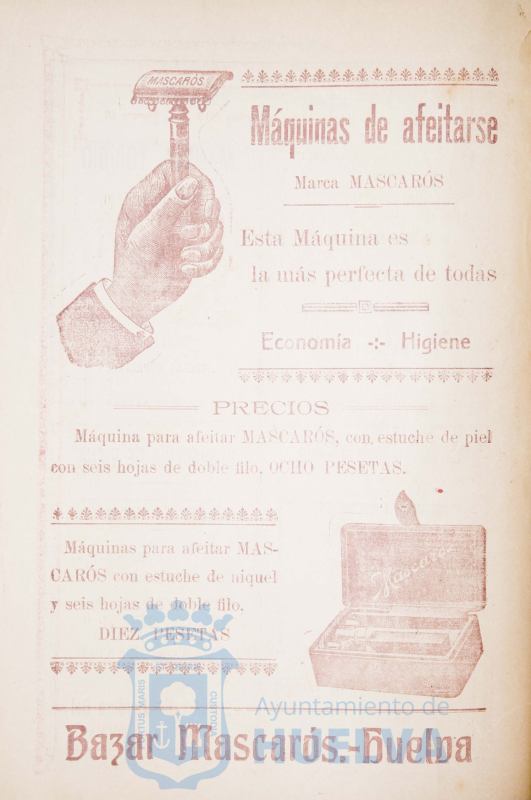 MASCARÓS
Máquinas de afeitarse
Marca MASCARÓS
Esta Máquina es
la más perfecta de todas
Economía -:- Higiene
PRECIOS
Máquina para afeitar MASCARÓS, con estuche de piel
con seis hojas de doble filo. OCHO PESETAS.
Máquinas para afeitar MAS-
CARÓS con estuche de niquel
y seis hojas de doble filo.
DIEZ PESETAS
Mascarós
Ayuntamiento de
HUELVA
Bazar Mascarós.-Huelva